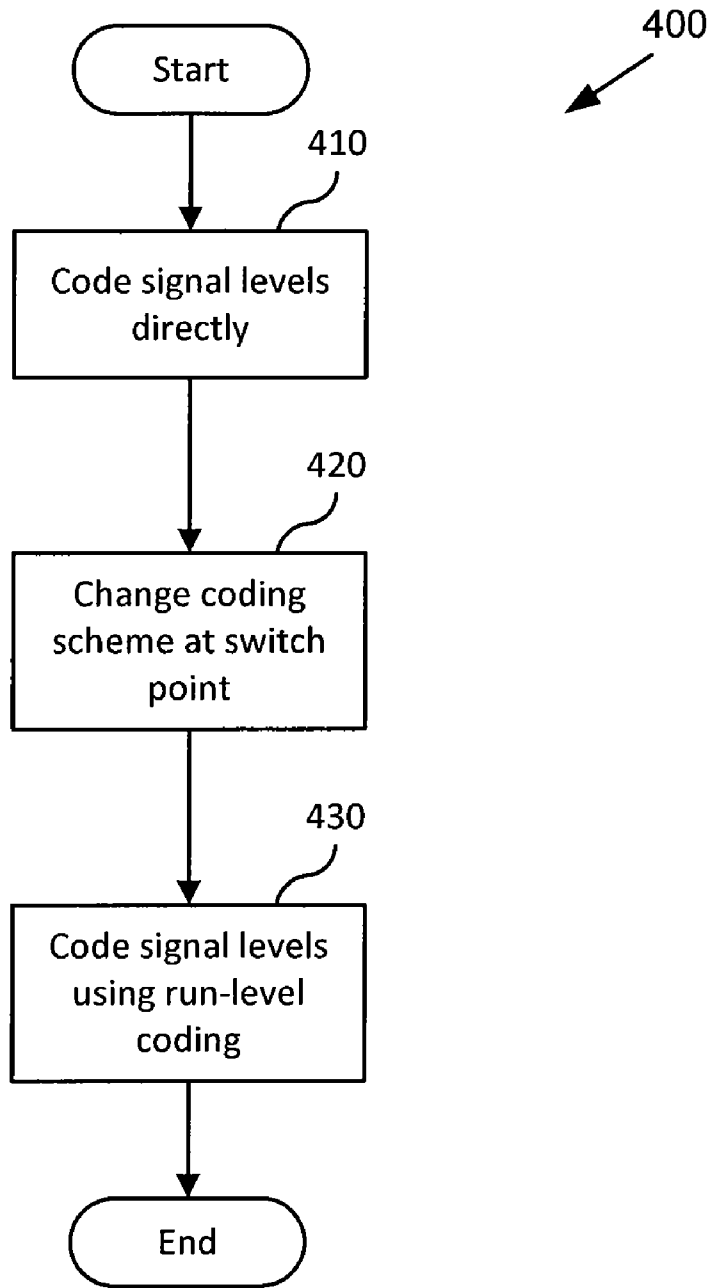 400
Start
410
Code signal levels
directly
420
Change coding
scheme at switch
point
430
Code signal levels
using run-level
coding
End